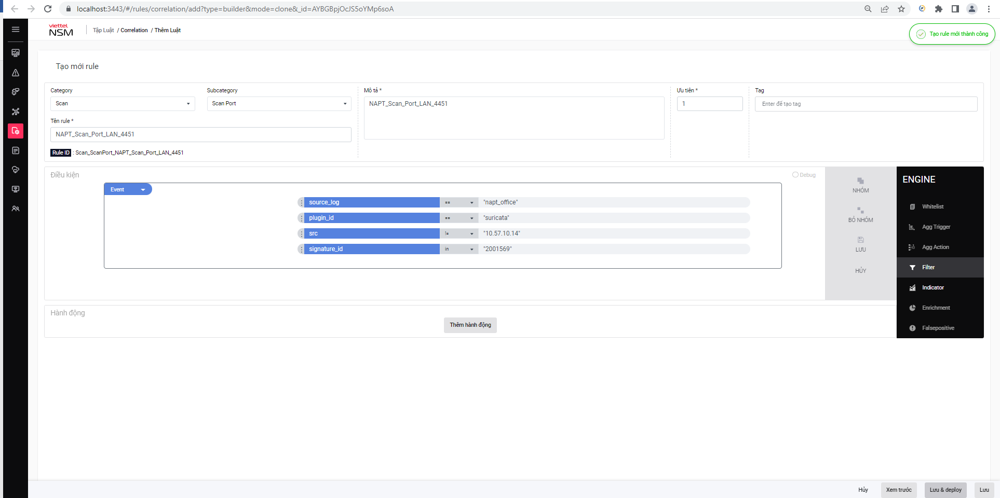 localhost:3443/#/rules/correlation/add?type=builder&mode=clone&_id=AYBGBpjOcJS5oYMp6soA
viettel
NSM
Tập Luật / Correlation / Thêm Luật
Tạo rule mới thành công
Tạo mới rule
Category
Scan
Subcategory
Scan Port
Tên rule *
NAPT_Scan_Port_LAN_4451
Rule ID : Scan_ScanPort_NAPT_Scan_Port_LAN_4451
Mô tả *
NAPT_Scan_Port_LAN_4451
Ưu tiên *
1
Tag
Enter để tạo tag
Điều kiện
Debug
Event
source_log == "napt_office"
plugin_id == "suricata"
src != "10.57.10.14"
signature_id in "2001569"
NHÓM
BỎ NHÓM
LƯU
HỦY
ENGINE
Whitelist
Agg Trigger
Agg Action
Filter
Indicator
Enrichment
Falsepositive
Hành động
Thêm hành động
Hủy
Xem trước
Lưu & deploy
Lưu